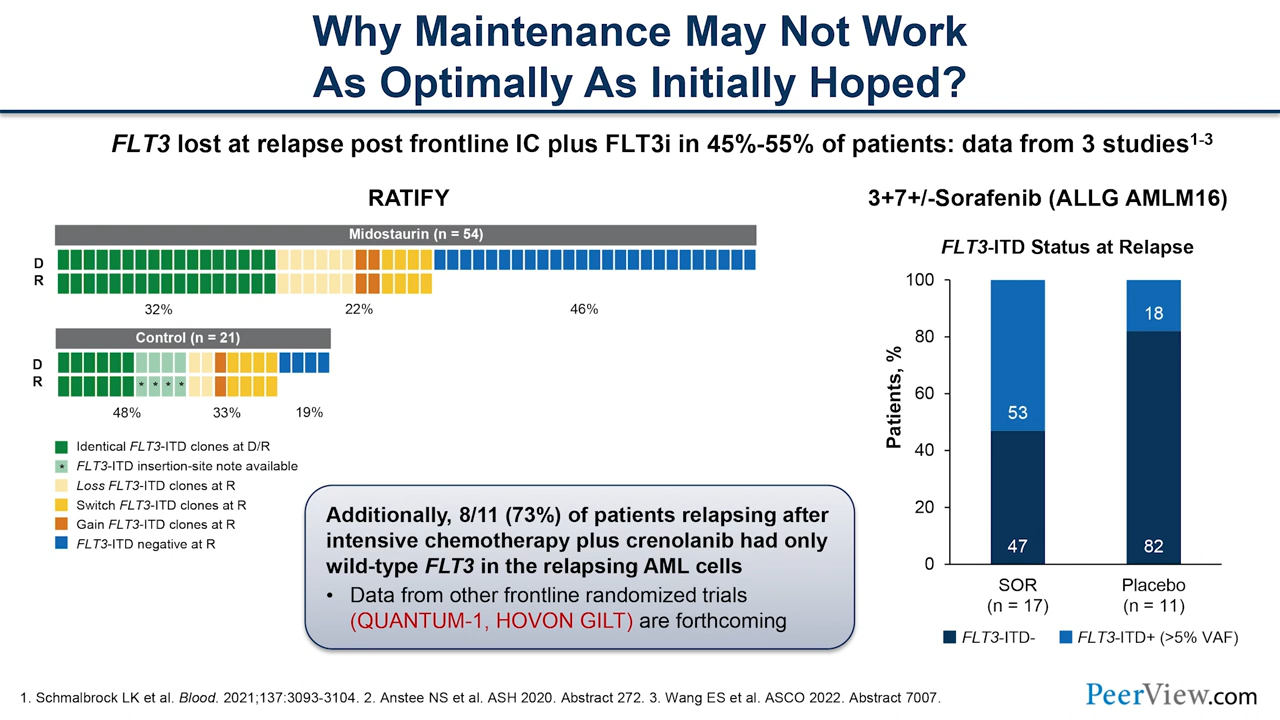 Why Maintenance May Not Work
As Optimally As Initially Hoped?
FLT3 lost at relapse post frontline IC plus FLT3i in 45%-55% of patients: data from 3 studies1-3
RATIFY
Midostaurin (n = 54)
D
R
32%
22%
46%
Control (n = 21)
D
R
* * * *
48%
33%
19%
Identical FLT3-ITD clones at D/R
* FLT3-ITD insertion-site note available
Loss FLT3-ITD clones at R
Switch FLT3-ITD clones at R
Gain FLT3-ITD clones at R
FLT3-ITD negative at R
Additionally, 8/11 (73%) of patients relapsing after
intensive chemotherapy plus crenolanib had only
wild-type FLT3 in the relapsing AML cells
• Data from other frontline randomized trials
(QUANTUM-1, HOVON GILT) are forthcoming
3+7+/-Sorafenib (ALLG AMLM16)
FLT3-ITD Status at Relapse
Patients, %
100
80
60
40
20
0
53
47
18
82
SOR
(n = 17)
Placebo
(n = 11)
FLT3-ITD-
FLT3-ITD+ (>5% VAF)
1. Schmalbrock LK et al. Blood. 2021;137:3093-3104. 2. Anstee NS et al. ASH 2020. Abstract 272. 3. Wang ES et al. ASCO 2022. Abstract 7007.
PeerView.com